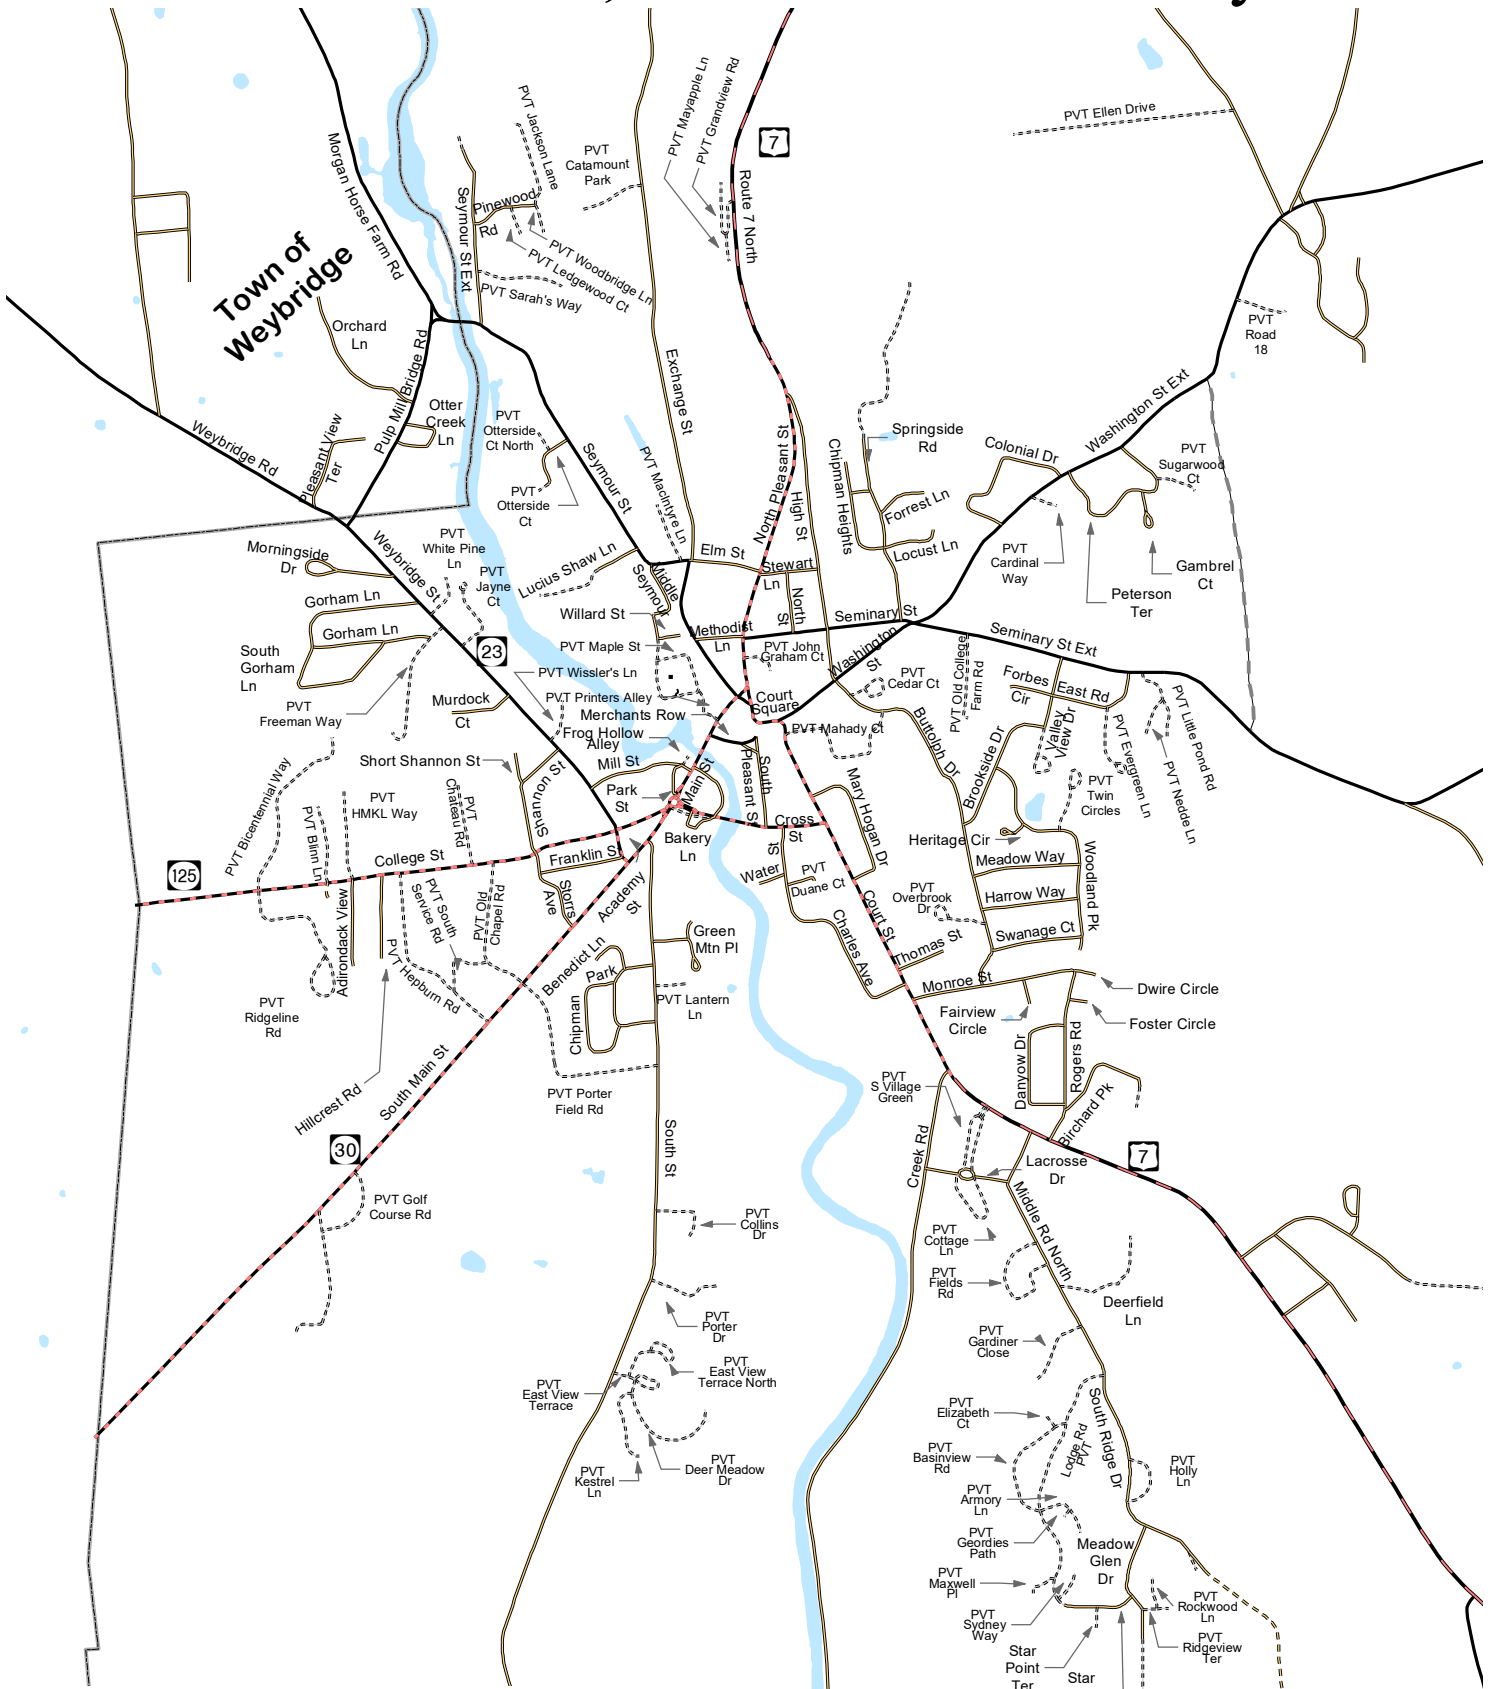 7
PVT Mayapple Ln
PVT Grandview Rd
PVT Jackson Lane
PVT
Catamount
Park
PVT Ellen Drive
Morgan Horse Farm Rd
Seymour St Ext
Pinewood
Rd
PVT Woodbridge Ln
PVT Ledgewood Ct
PVT Sarah's Way
Route 7 North
Town of
Weybridge
Orchard
Ln
PVT
Road
18
Pulp Mill Bridge Rd
Exchange St
Otter
Creek
Ln
PVT
Otterside
Ct North
Weybridge Rd
Pleasant View
Ter
Seymour St
PVT MacIntyre Ln
North Pleasant St
Chipman Heights
Springside
Rd
Colonial Dr
Washington St Ext
PVT
Sugarwood
Ct
PVT
Otterside
Ct
High St
Forrest Ln
Locust Ln
PVT
Cardinal
Way
Gambrel
Ct
Peterson
Ter
PVT
White Pine
Ln
Morningside
Dr
Weybridge St
PVT
Jayne
Ct
Lucius Shaw Ln
Elm St
Stewart
Ln
Middle
Seymour
North
St
Gorham Ln
Gorham Ln
Willard St
Methodist
Ln
Seminary St
Seminary St Ext
23
PVT Maple St
PVT John
Graham Ct
Washington
St
South
Gorham
Ln
PVT Wissler's Ln
PVT
Cedar Ct
PVT Old College
Farm Rd
Forbes
Cir
East Rd
PVT
Freeman Way
Murdock
Ct
PVT Printers Alley
Court
Square
Merchants Row
Frog Hollow
Alley
PVT Mahady Ct
Buttolph Dr
Brookside Dr
Valley
View Dr
PVT Evergreen Ln
PVT Little Pond Rd
PVT Nedde Ln
Short Shannon St
Mill St
Main St
South
Pleasant St
Park
St
Mary Hogan Dr
PVT
Twin
Circles
PVT Bicentennial Way
PVT Blinn Ln
PVT
HMKL Way
PVT
Chateau Rd
Shannon St
Bakery
Ln
Cross
St
Heritage Cir
Meadow Way
Woodland Pk
125
College St
Franklin St
Water
St
PVT
Duane Ct
PVT
Overbrook
Dr
Harrow Way
Swanage Ct
Adirondack View
PVT South
Service Rd
PVT Old
Chapel Rd
Storrs
Ave
Academy
St
Court St
Charles Ave
Thomas St
Green
Mtn Pl
Benedict Ln
PVT Hepburn Rd
Park
Chipman
PVT Lantern
Ln
Monroe St
Dwire Circle
PVT
Ridgeline
Rd
Fairview
Circle
Foster Circle
Danyow Dr
Rogers Rd
Hillcrest Rd
South Main St
PVT Porter
Field Rd
PVT
S Village
Green
Birchard Pk
30
South St
Creek Rd
7
Lacrosse
Dr
PVT Golf
Course Rd
PVT
Collins
Dr
PVT
Cottage
Ln
Middle Rd North
PVT
Fields
Rd
Deerfield
Ln
PVT
Porter
Dr
PVT
Gardiner
Close
PVT
East View
Terrace North
PVT
East View
Terrace
PVT
Elizabeth
Ct
South Ridge Dr
Lodge Rd
PVT
PVT
Basinview
Rd
PVT
Holly
Ln
PVT
Deer Meadow
Dr
PVT
Kestrel
Ln
PVT
Armory
Ln
PVT
Geordies
Path
Meadow
Glen
Dr
PVT
Maxwell
Pl
PVT
Rockwood
Ln
PVT
Sydney
Way
PVT
Ridgeview
Ter
Star
Point
Ter
Star